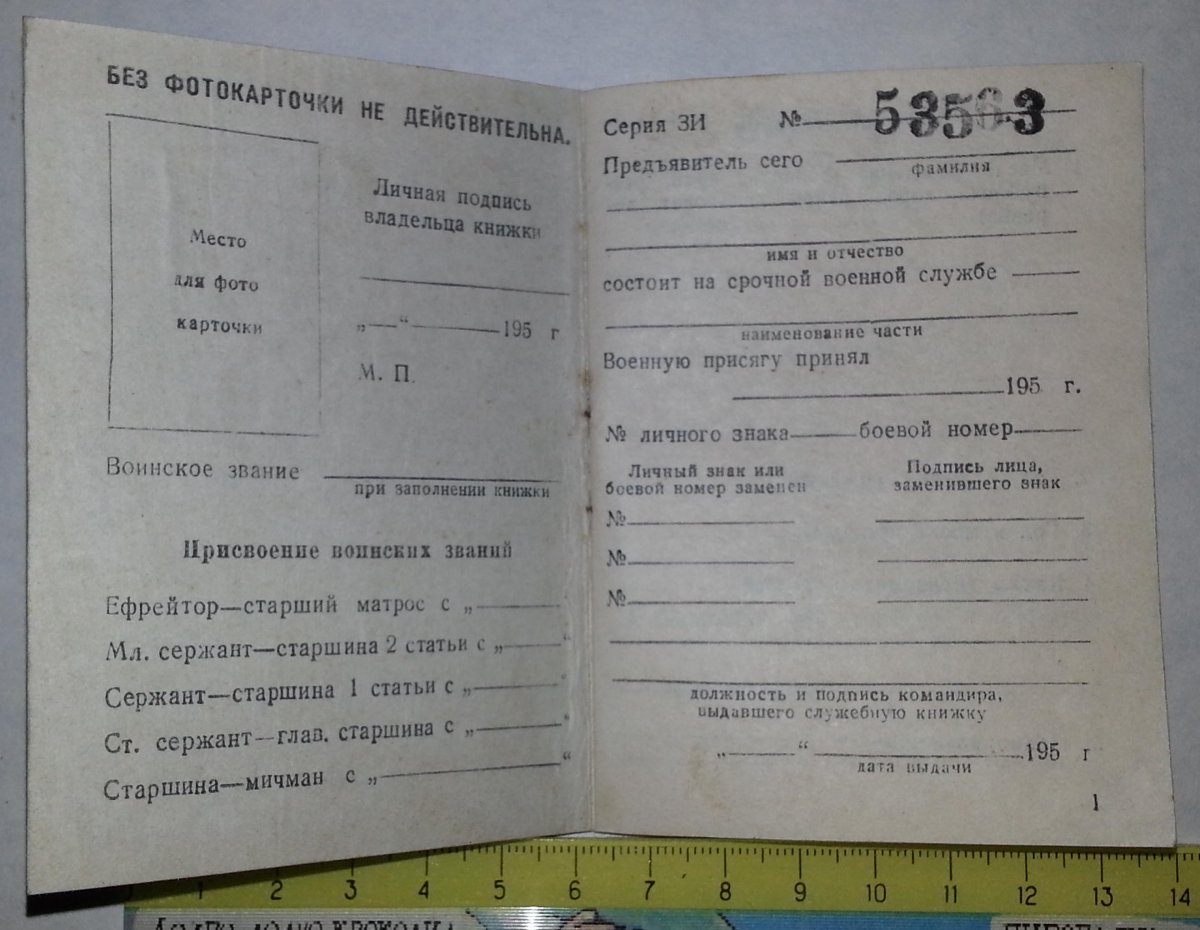 БЕЗ ФОТОКАРТОЧКИ НЕ ДЕЙСТВИТЕЛЬНА.
Место
для фото
карточки
Личная подпись
владельца книжки
„—“ 195 г
М. П.
Воинское звание
при заполнении книжки
Присвоение воинских званий
Ефрейтор—старший матрос с „
Мл. сержант—старшина 2 статьи с „ “
Сержант—старшина 1 статьи с „ “
Ст. сержант—глав. старшина с „ “
Старшина—мичман с „ “
Серия ЗИ № 53563
Предъявитель сего
фамилия
имя и отчество
состоит на срочной военной службе
наименование части
Военную присягу принял
195 г.
№ личного знака боевой номер
Личный знак или
боевой номер заменен
Подпись лица,
заменившего знак
№
№
№
должность и подпись командира,
выдавшего служебную книжку
„ “ 195 г
дата выдачи
1
1 2 3 4 5 6 7 8 9 10 11 12 13 14